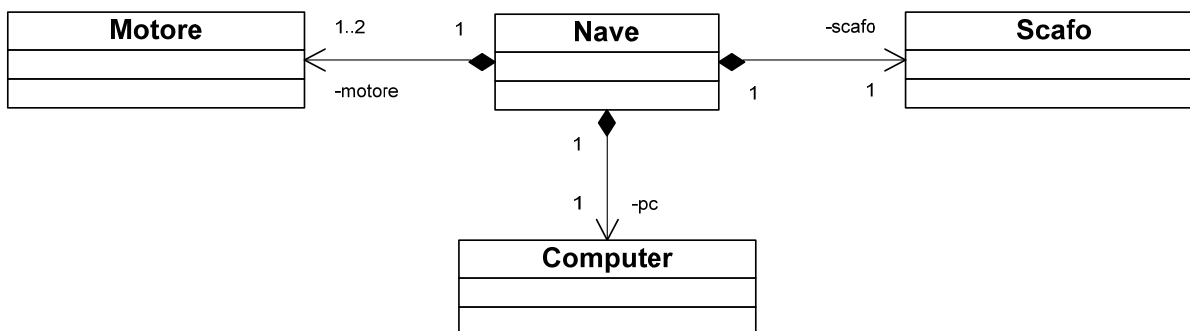 Motore
1..2
1
Nave
-scafo
Scafo
-motore
1
1
1
1
-pc
Computer